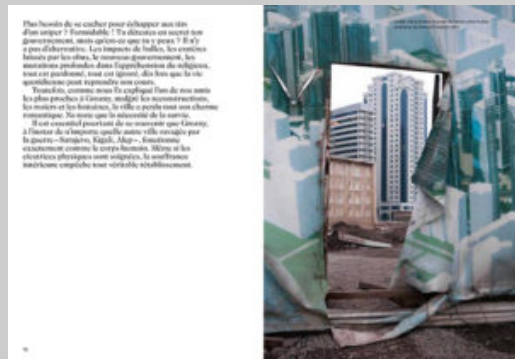 Plus besoin de se cacher pour échapper aux tirs
d'un sniper ? Formidable ! Tu détestes en secret ton
gouvernement, mais qu'est-ce que tu y peux ? Il n'y
a pas d'alternative. Les impacts de balles, les cratères
laissés par les obus, le nouveau gouvernement, les
mutations profondes dans l'appréhension du religieux,
tout est pardonné, tout est ignoré, dès lors que la vie
quotidienne peut reprendre son cours.
Toutefois, comme nous l'a expliqué l'un de nos amis
les plus proches à Grozny, malgré les reconstructions,
les rosiers et les fontaines, la ville a perdu tout son charme
romantique. Ne reste que la nécessité de la survie.
Il est essentiel pourtant de se souvenir que Grozny,
à l'instar de n'importe quelle autre ville ravagée par
la guerre – Sarajevo, Kigali, Alep –, fonctionne
exactement comme le corps humain. Même si les
cicatrices physiques sont soignées, la souffrance
intérieure empêche tout véritable rétablissement.